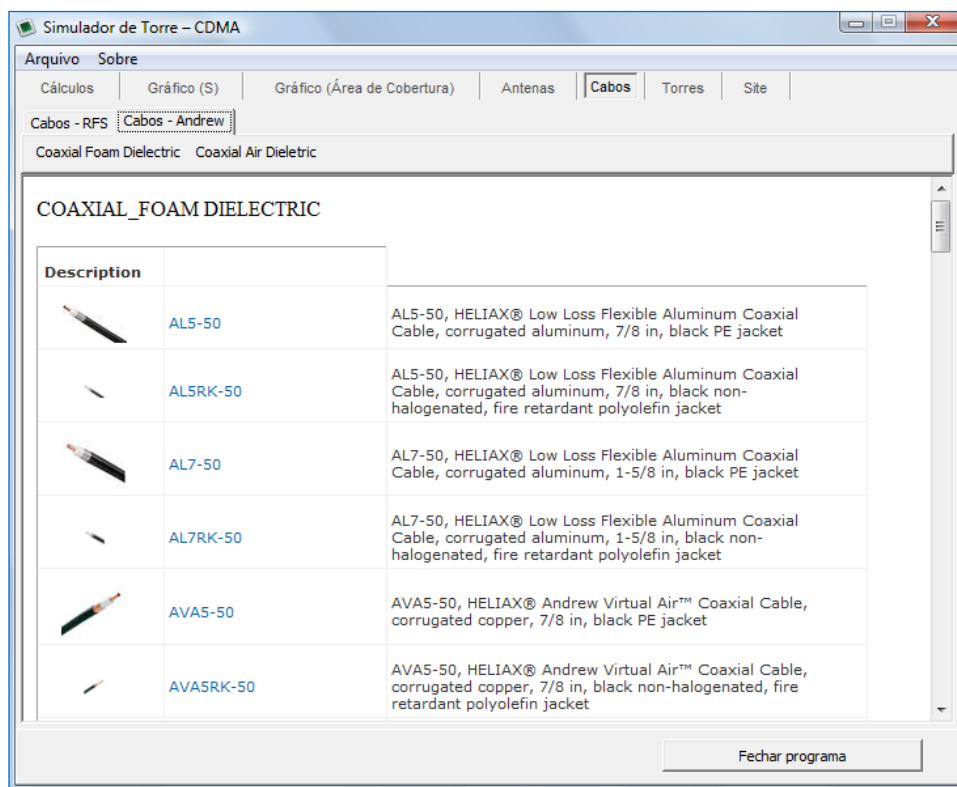 Simulador de Torre – CDMA
Arquivo Sobre
Cálculos Gráfico (S) Gráfico (Área de Cobertura) Antenas Cabos Torres Site
Cabos - RFS Cabos - Andrew
Coaxial Foam Dielectric Coaxial Air Dieletric
COAXIAL_FOAM DIELECTRIC
Description
AL5-50
AL5-50, HELIAX® Low Loss Flexible Aluminum Coaxial
Cable, corrugated aluminum, 7/8 in, black PE jacket
AL5RK-50
AL5-50, HELIAX® Low Loss Flexible Aluminum Coaxial
Cable, corrugated aluminum, 7/8 in, black non-
halogenated, fire retardant polyolefin jacket
AL7-50
AL7-50, HELIAX® Low Loss Flexible Aluminum Coaxial
Cable, corrugated aluminum, 1-5/8 in, black PE jacket
AL7RK-50
AL7-50, HELIAX® Low Loss Flexible Aluminum Coaxial
Cable, corrugated aluminum, 1-5/8 in, black non-
halogenated, fire retardant polyolefin jacket
AVA5-50
AVA5-50, HELIAX® Andrew Virtual Air™ Coaxial Cable,
corrugated copper, 7/8 in, black PE jacket
AVA5RK-50
AVA5-50, HELIAX® Andrew Virtual Air™ Coaxial Cable,
corrugated copper, 7/8 in, black non-halogenated, fire
retardant polyolefin jacket
Fechar programa